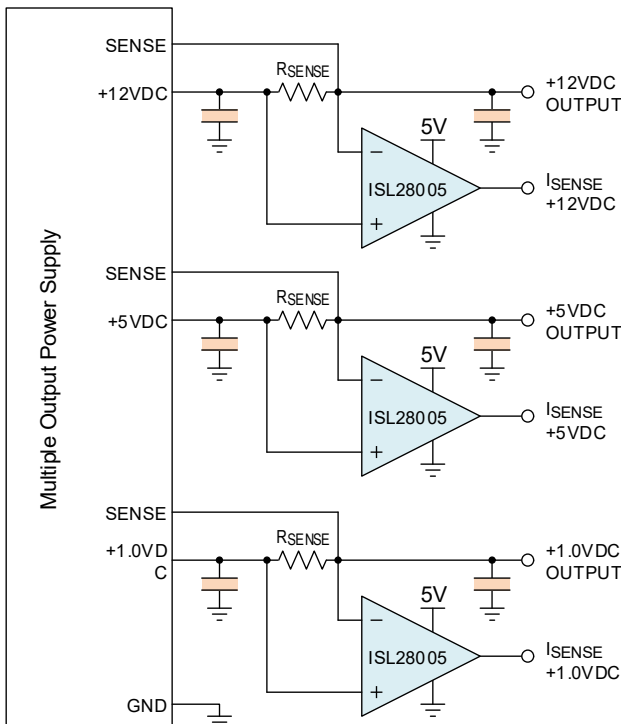 SENSE
+12VDC
RSENSE
+12VDC
OUTPUT
5V
−
ISL28005
+
ISENSE
+12VDC
SENSE
+5VDC
RSENSE
+5VDC
OUTPUT
5V
−
ISL28005
+
ISENSE
+5VDC
Multiple Output Power Supply
SENSE
+1.0VD
C
RSENSE
+1.0VDC
OUTPUT
5V
−
ISL28005
+
ISENSE
+1.0VDC
GND